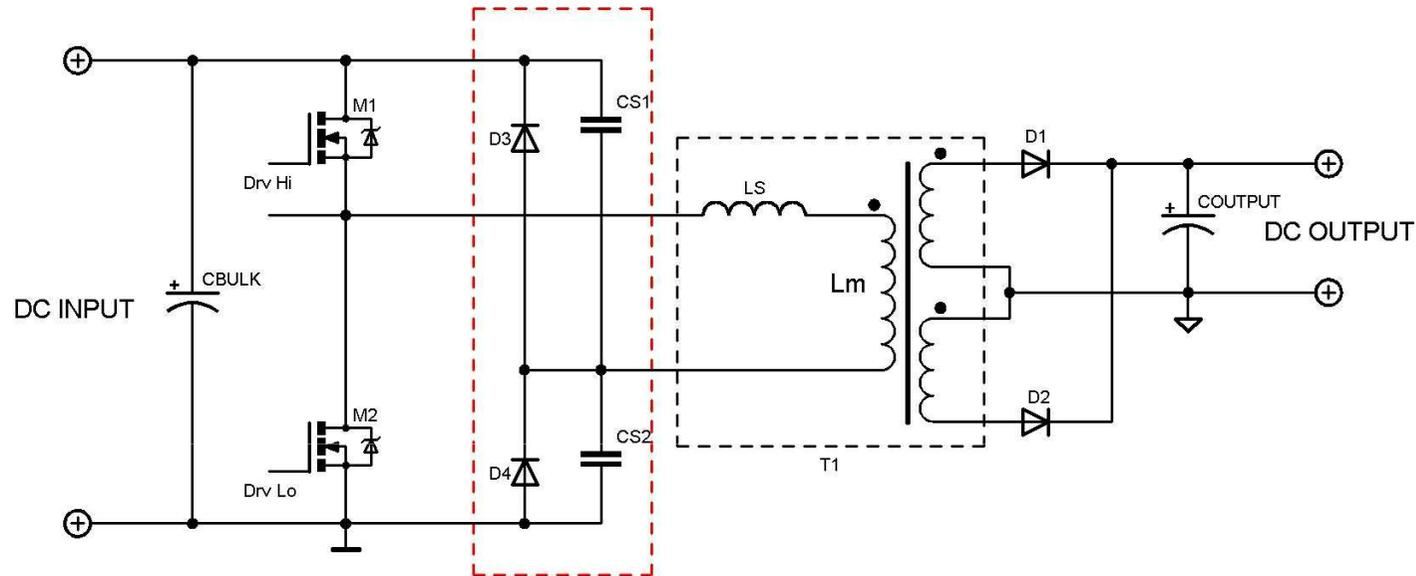 M1
CS1
D3
D1
Drv Hi
LS
COUTPUT
+
DC OUTPUT
CBULK
+
Lm
DC INPUT
M2
D2
CS2
D4
T1
Drv Lo